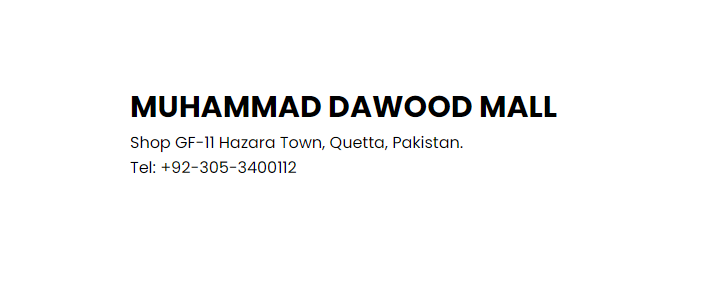 MUHAMMAD DAWOOD MALL
Shop GF-11 Hazara Town, Quetta, Pakistan.
Tel: +92-305-3400112